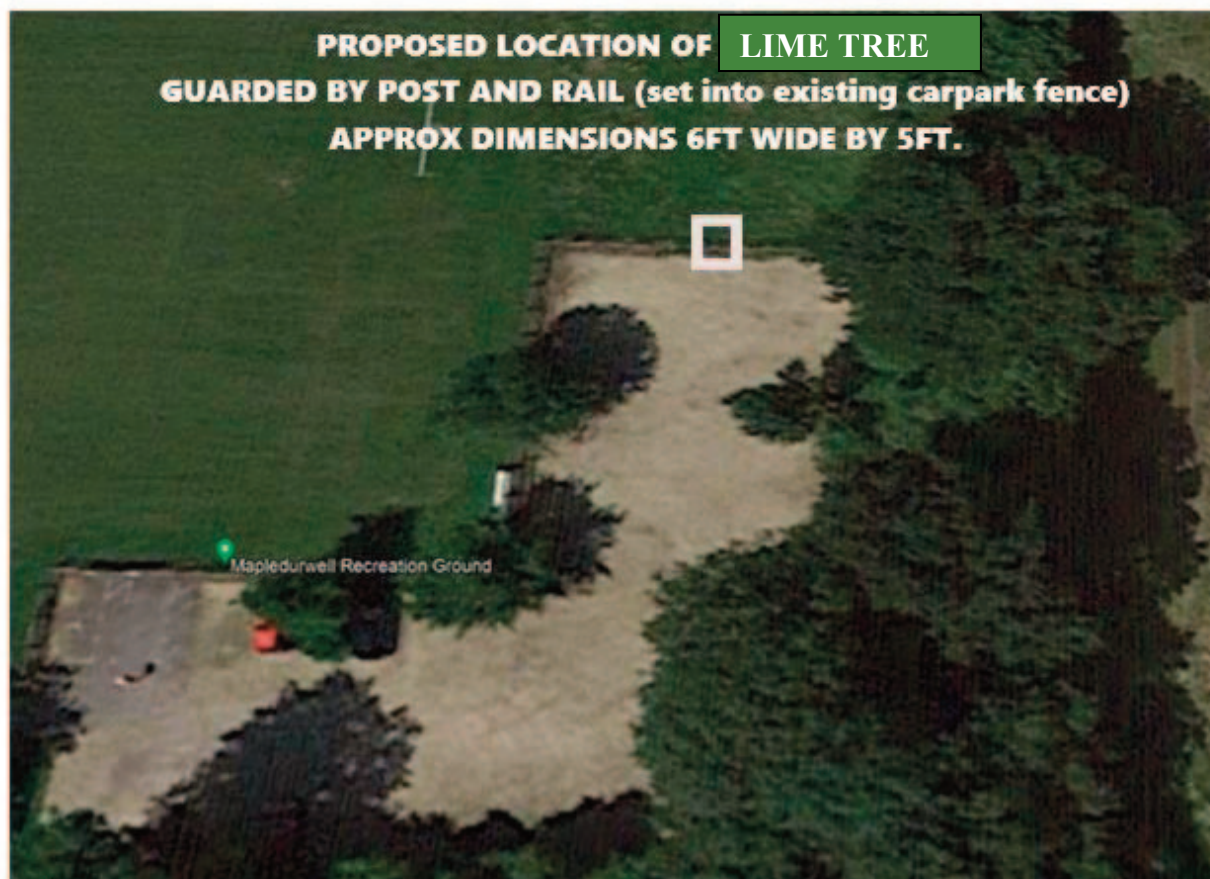 PROPOSED LOCATION OF LIME TREE
GUARDED BY POST AND RAIL (set into existing carpark fence)
APPROX DIMENSIONS 6FT WIDE BY 5FT.
Mapledurwell Recreation Ground